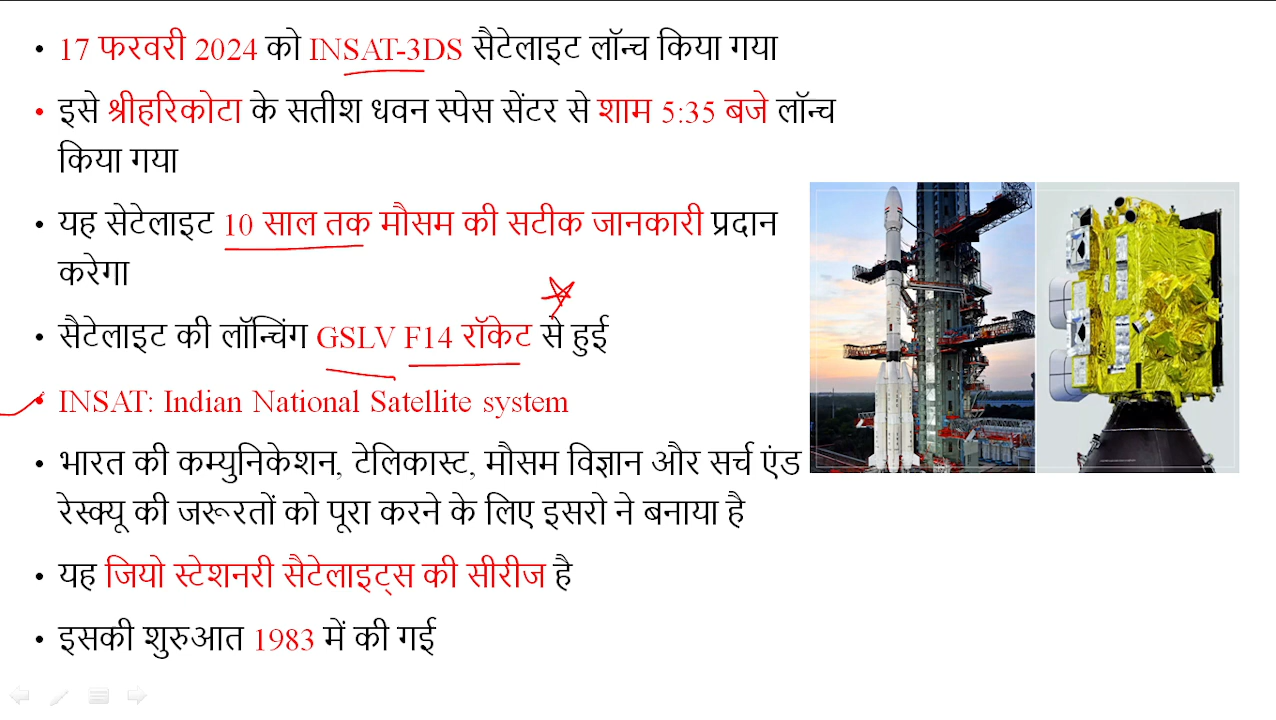 • 17 फरवरी 2024 को INSAT-3DS सैटेलाइट लॉन्च किया गया
• इसे श्रीहरिकोटा के सतीश धवन स्पेस सेंटर से शाम 5:35 बजे लॉन्च
किया गया
• यह सेटेलाइट 10 साल तक मौसम की सटीक जानकारी प्रदान
करेगा
• सैटेलाइट की लॉन्चिंग GSLV F14 रॉकेट से हुई
• INSAT: Indian National Satellite system
• भारत की कम्युनिकेशन, टेलिकास्ट, मौसम विज्ञान और सर्च एंड
रेस्क्यू की जरूरतों को पूरा करने के लिए इसरो ने बनाया है
• यह जियो स्टेशनरी सैटेलाइट्स की सीरीज है
• इसकी शुरुआत 1983 में की गई